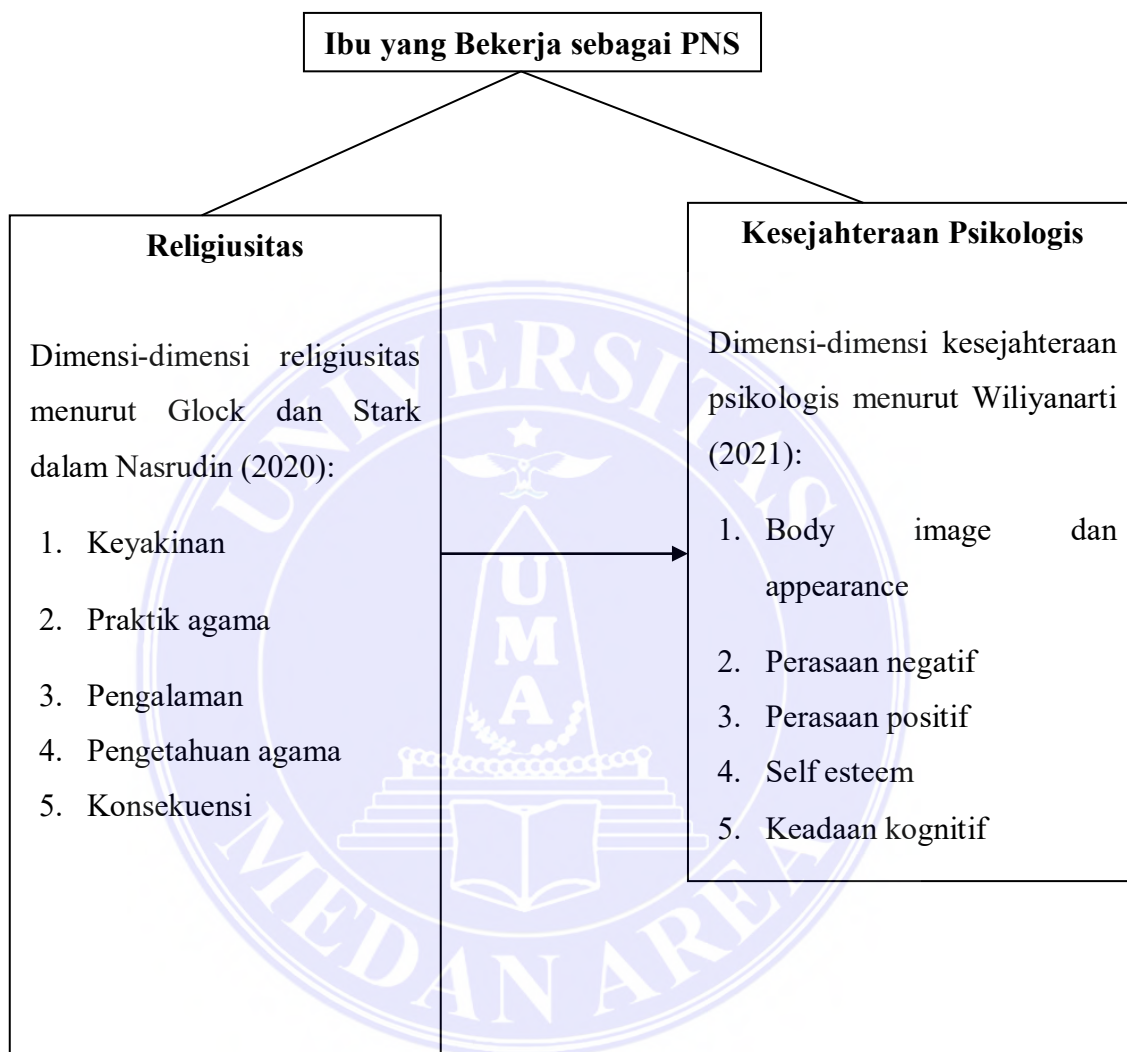 Ibu yang Bekerja sebagai PNS
Religiusitas
Dimensi-dimensi religiusitas
menurut Glock dan Stark
dalam Nasrudin (2020):
1. Keyakinan
2. Praktik agama
3. Pengalaman
4. Pengetahuan agama
5. Konsekuensi
Kesejahteraan Psikologis
Dimensi-dimensi kesejahteraan
psikologis menurut Wiliyanarti
(2021):
1. Body image dan
appearance
2. Perasaan negatif
3. Perasaan positif
4. Self esteem
5. Keadaan kognitif
UNIVERSITAS
UMA
MEDAN AREA